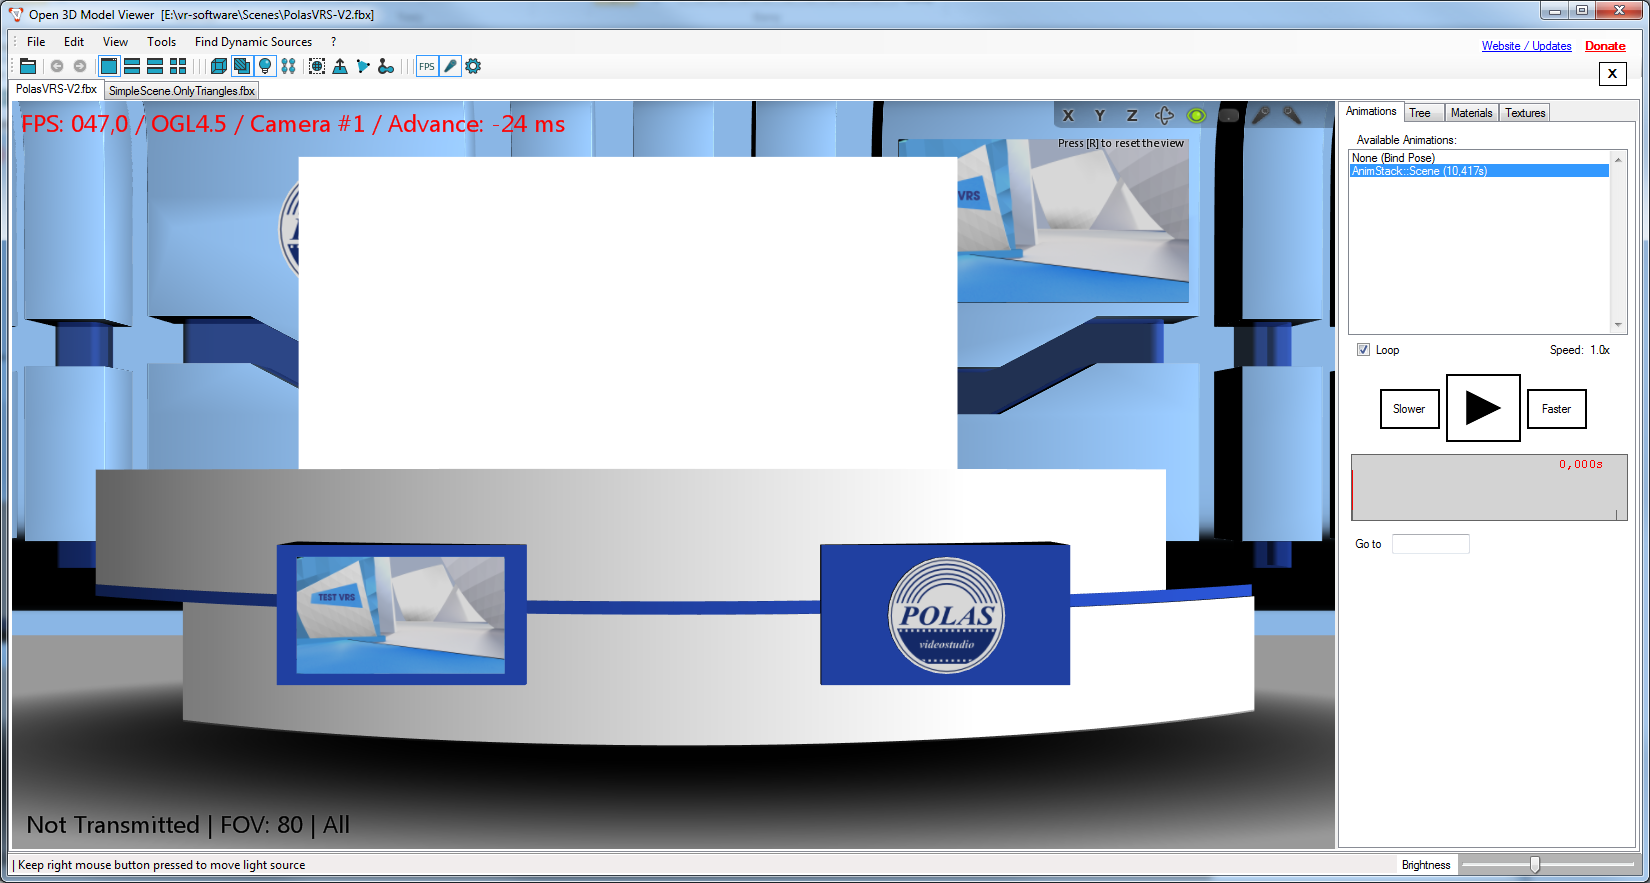 Open 3D Model Viewer [E:\vr-software\Scenes\PolasVRS-V2.fbx]
File Edit View Tools Find Dynamic Sources ?
Website / Updates Donate
FPS
X
PolasVRS-V2.fbx SimpleScene.OnlyTriangles.fbx
FPS: 047,0 / OGL4.5 / Camera #1 / Advance: -24 ms
X Y Z
Press [R] to reset the view
VRS
Animations Tree Materials Textures
Available Animations:
None (Bind Pose)
AnimStack::Scene (10,417s)
Loop Speed: 1.0x
Slower Faster
0,000s
Go to
TEST VRS
POLAS
videostudio
Not Transmitted | FOV: 80 | All
| Keep right mouse button pressed to move light source
Brightness